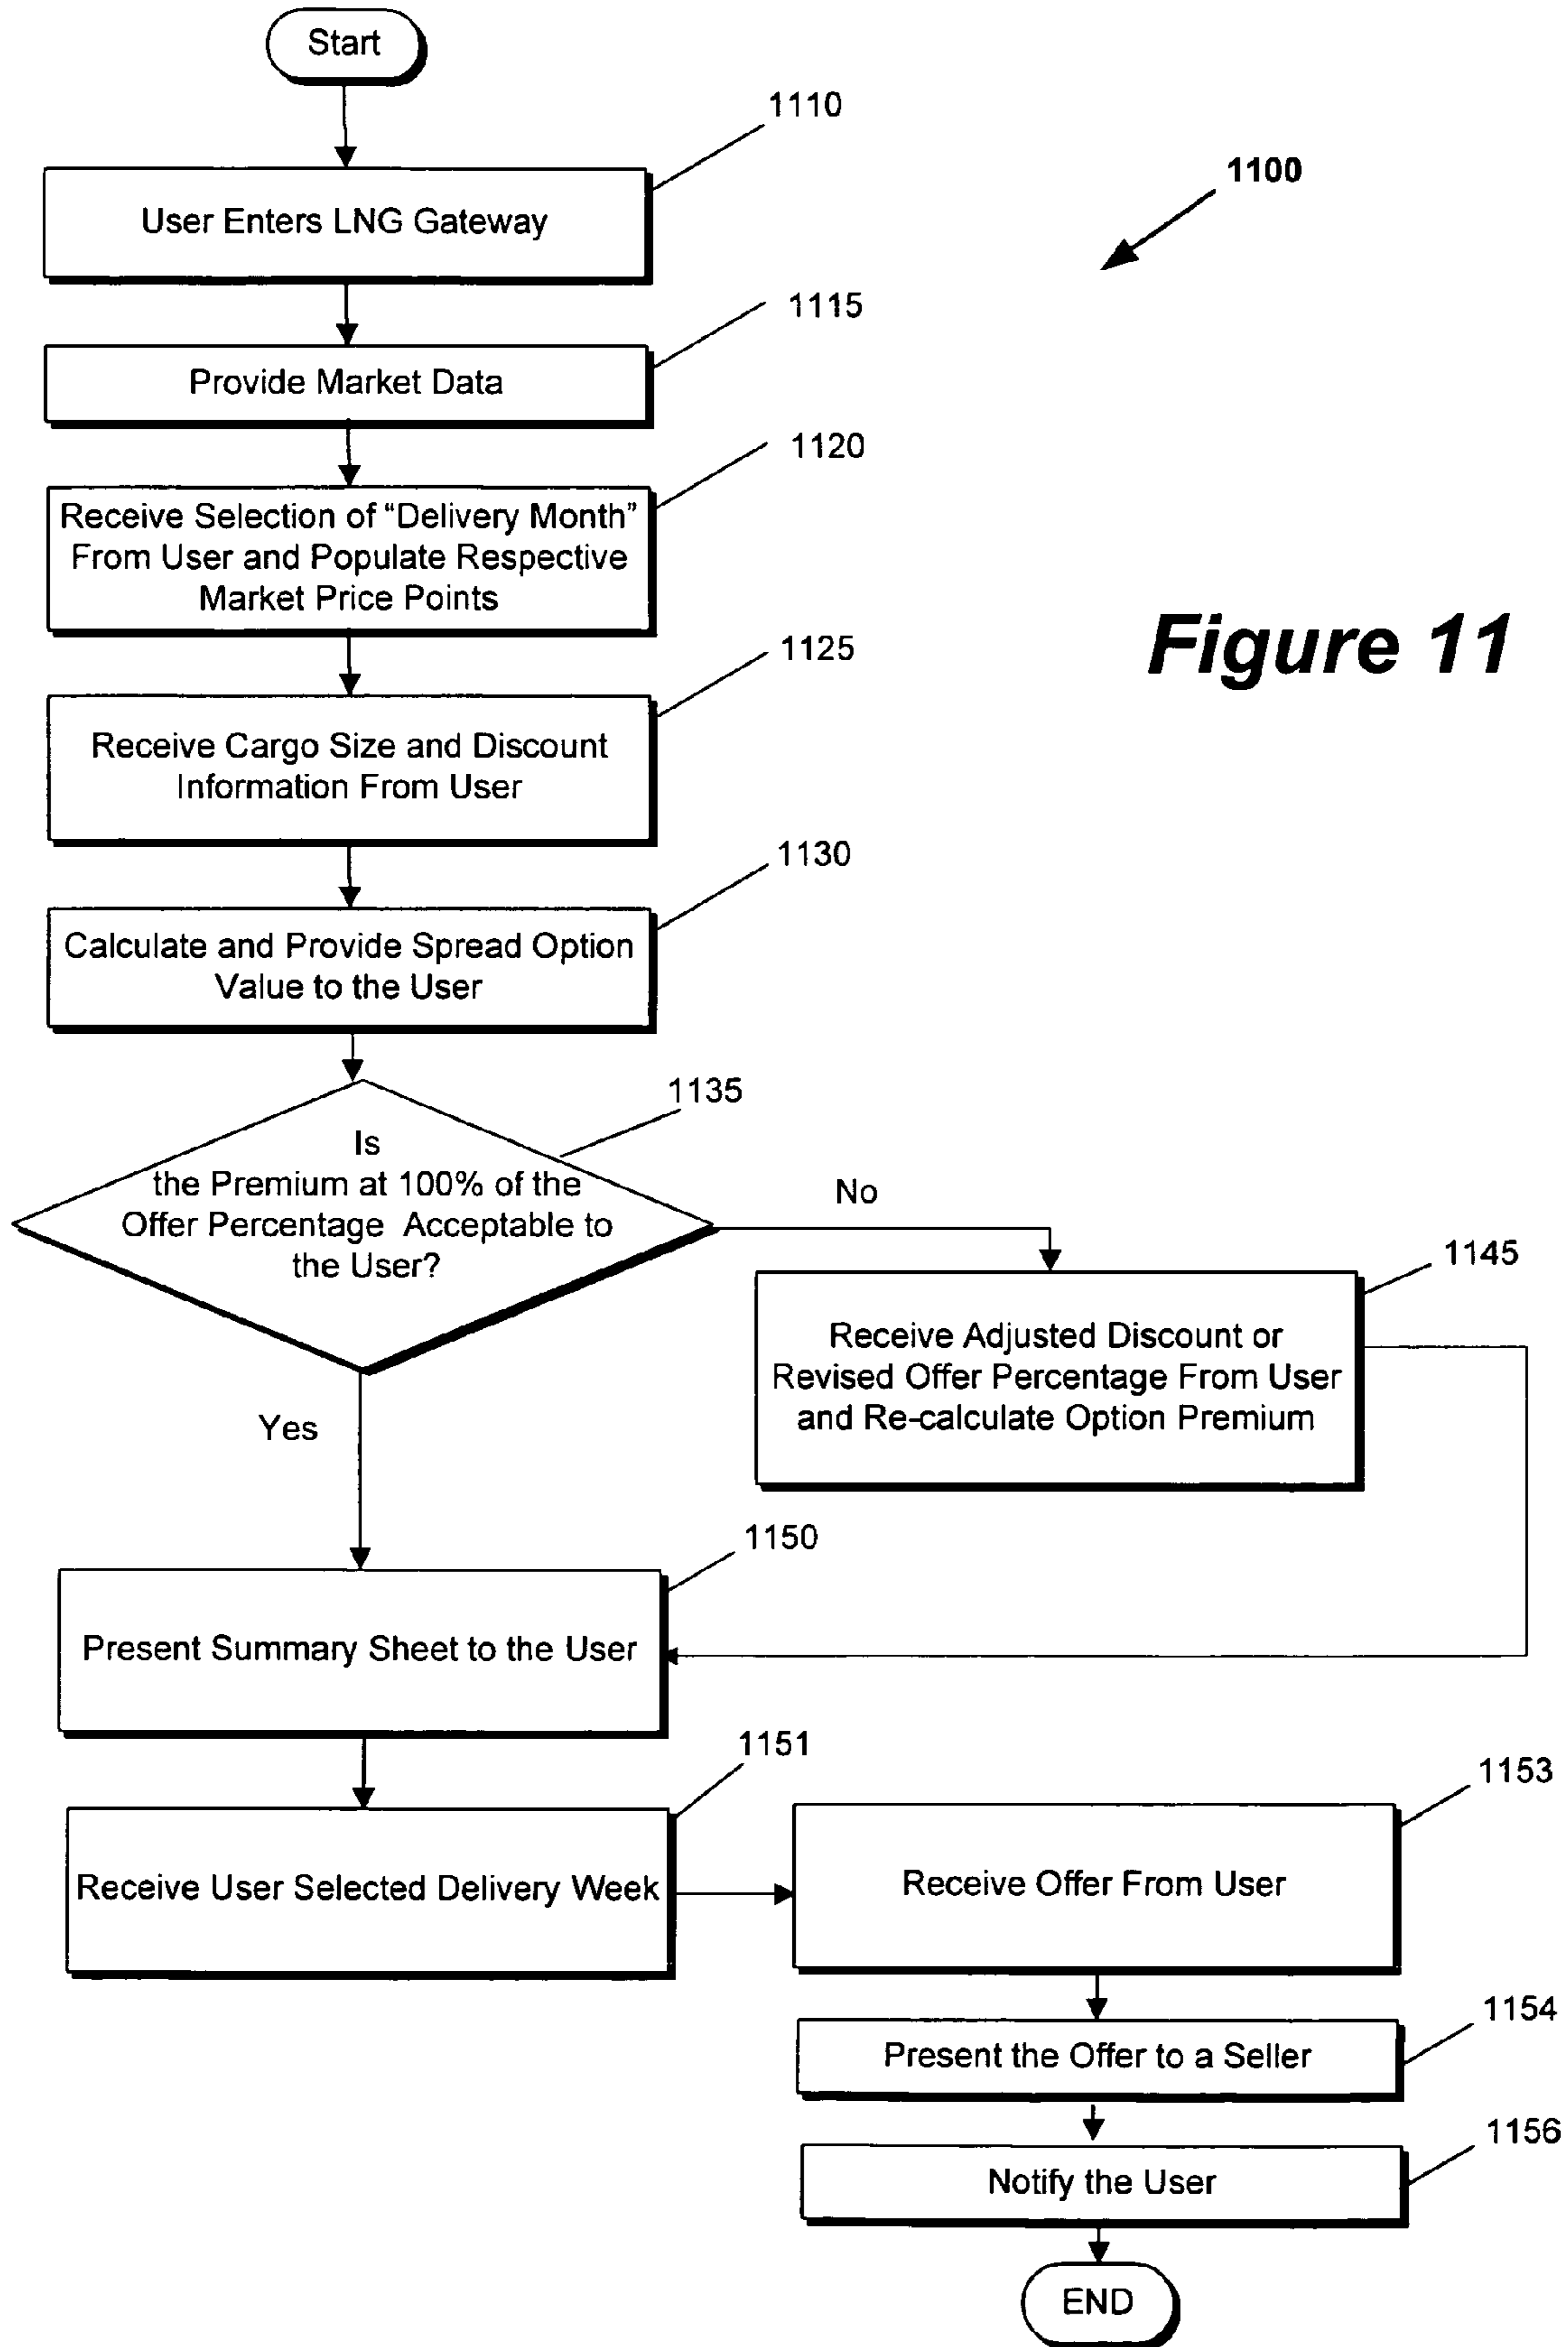 Start
1110
1100
User Enters LNG Gateway
1115
Provide Market Data
1120
Receive Selection of “Delivery Month”
From User and Populate Respective
Market Price Points
Figure 11
1125
Receive Cargo Size and Discount
Information From User
1130
Calculate and Provide Spread Option
Value to the User
1135
Is
the Premium at 100% of the
Offer Percentage Acceptable to
the User?
No
1145
Receive Adjusted Discount or
Revised Offer Percentage From User
and Re-calculate Option Premium
Yes
1150
Present Summary Sheet to the User
1151
Receive User Selected Delivery Week
1153
Receive Offer From User
1154
Present the Offer to a Seller
1156
Notify the User
END